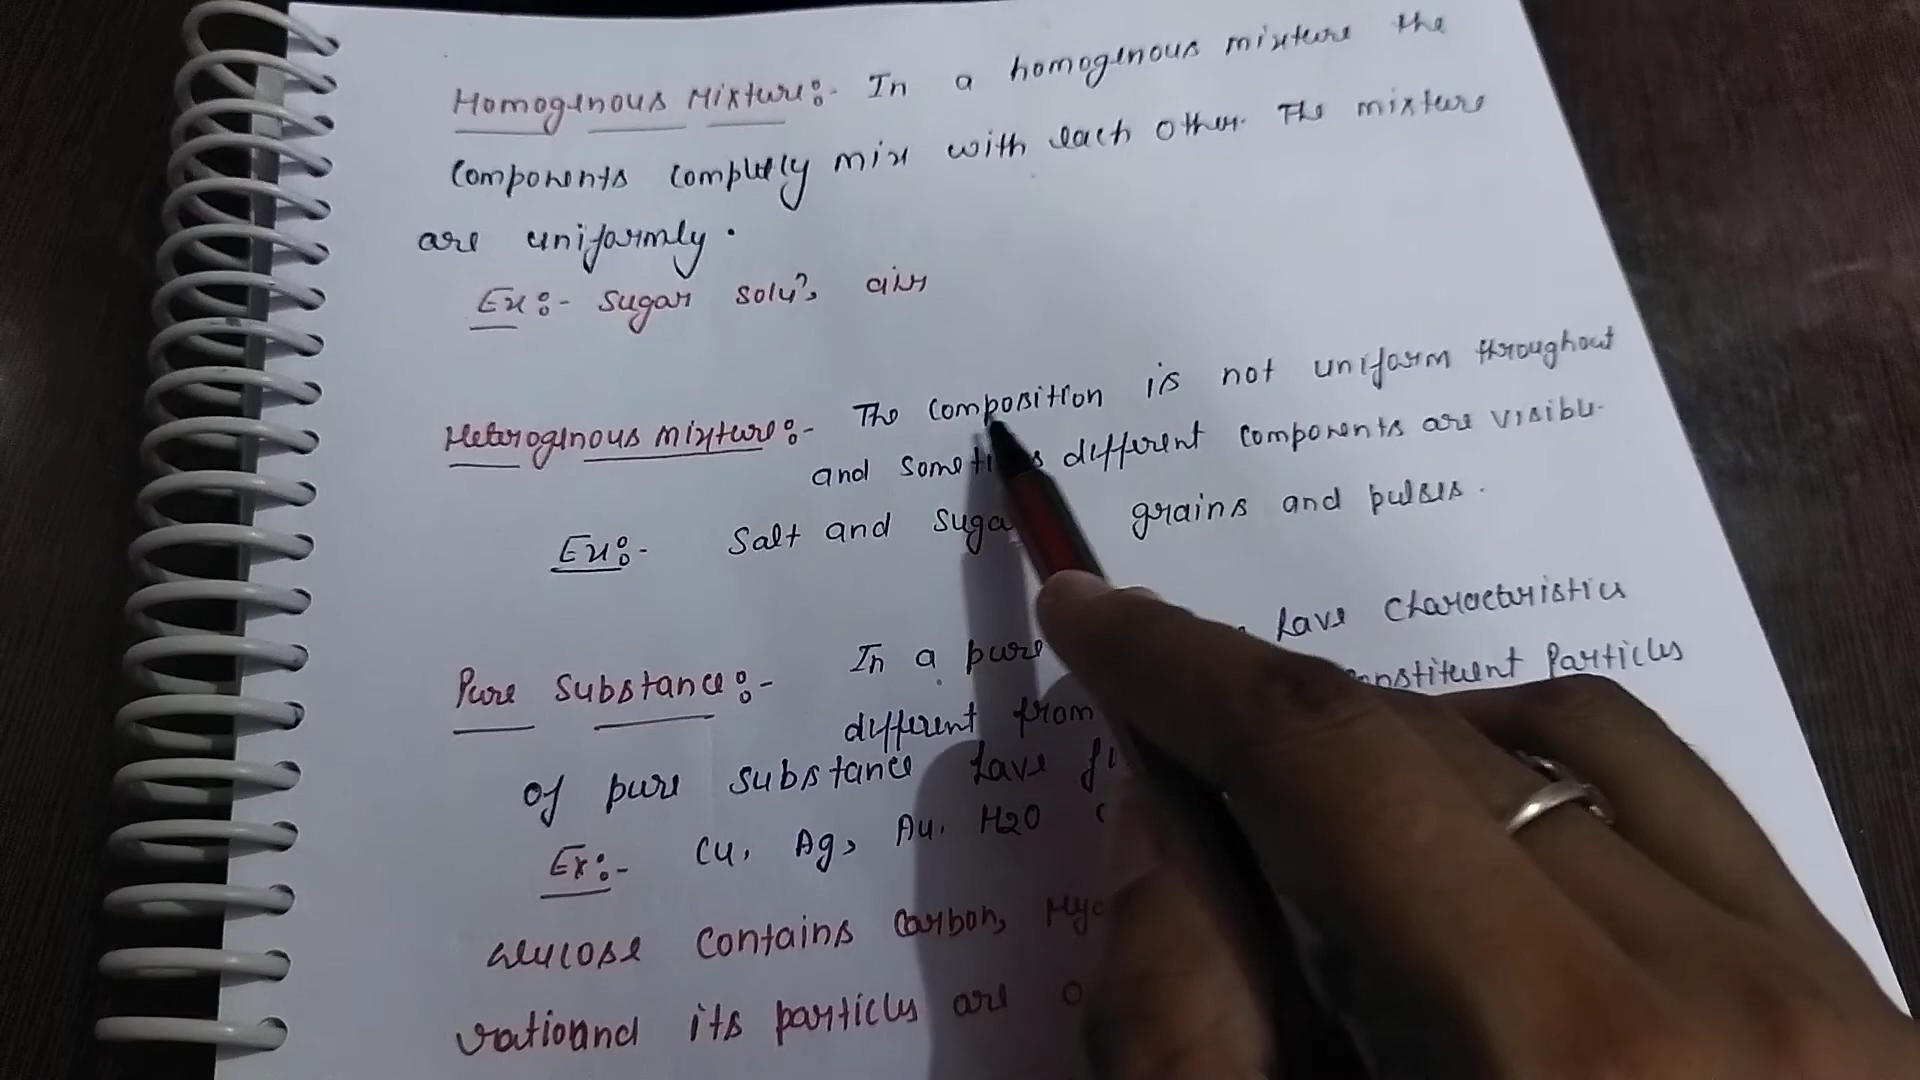 Homogenous Mixture:- In a homogenous mixture the
components completly mix with each other. The mixture
are uniformly.
Ex:- Sugar solun, air
Heterogenous mixture:- The composition is not uniform throughout
and different components are visible.
Ex:- Salt and grains and pulses.
Pure Substance:- In a pure have characteristics
different from constituent Particles
of pure substance have
Ex:- Cu, Ag, Au, H2O
Glucose contains carbon,
rationand its particles are